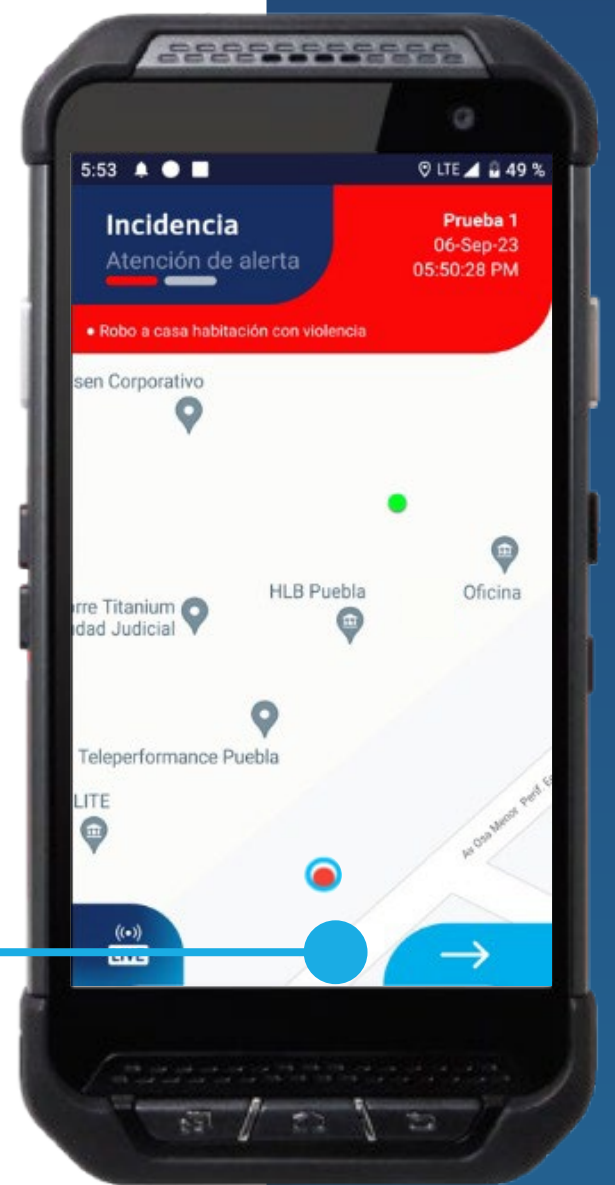 5:53
LTE 49 %
Incidencia
Atención de alerta
Prueba 1
06-Sep-23
05:50:28 PM
• Robo a casa habitación con violencia
sen Corporativo
HLB Puebla
Oficina
rre Titanium
dad Judicial
Teleperformance Puebla
LITE
Av Osa Menor Perif. E
LIVE